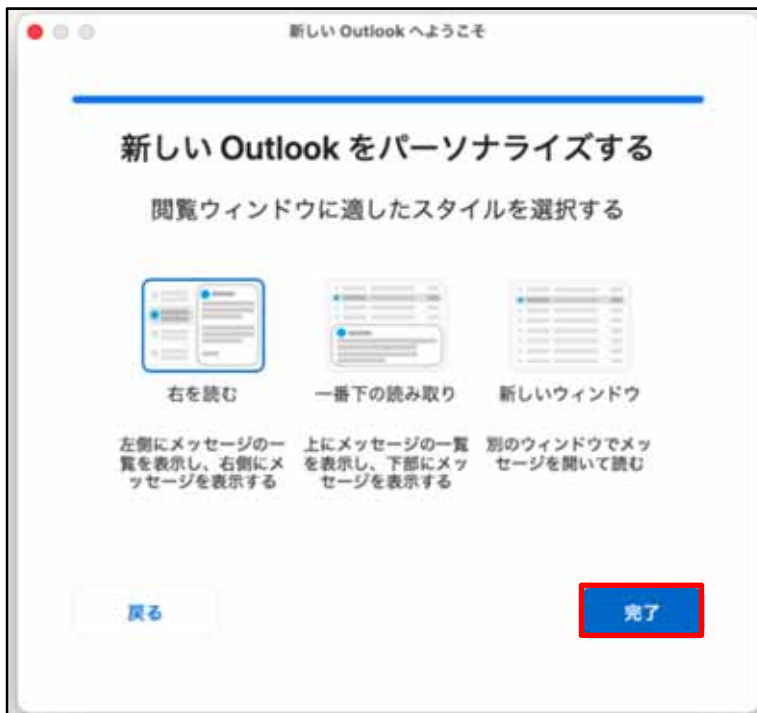 新しい Outlook へようこそ
新しい Outlook をパーソナライズする
閲覧ウィンドウに適したスタイルを選択する
右を読む
左側にメッセージの一
覧を表示し、右側にメ
ッセージを表示する
一番下の読み取り
上にメッセージの一覧
を表示し、下部にメッ
セージを表示する
新しいウィンドウ
別のウィンドウでメッ
セージを開いて読む
戻る
完了